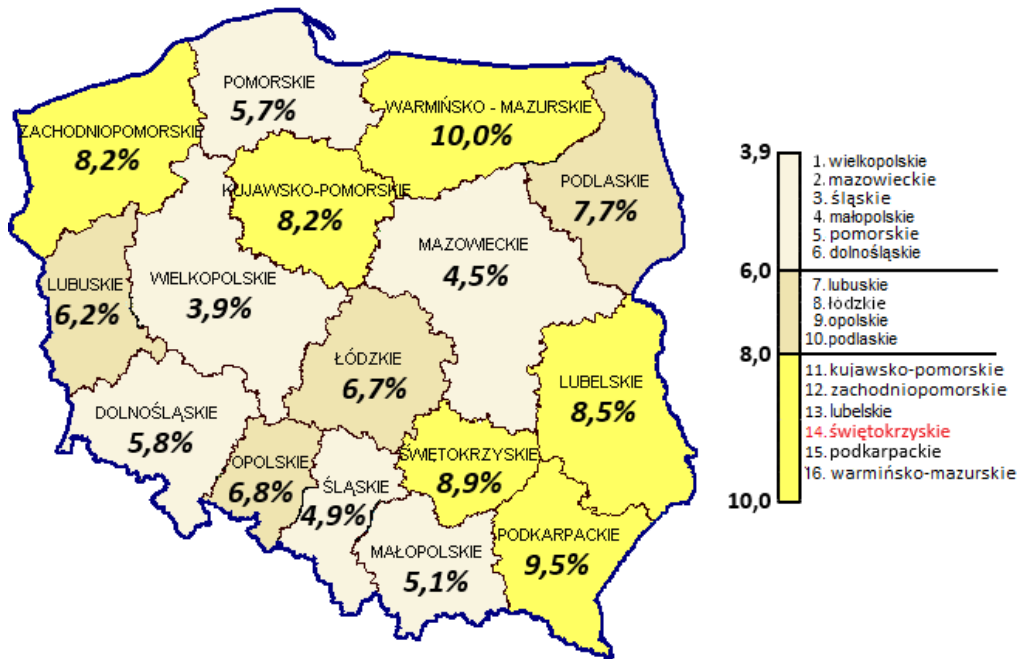 POMORSKIE
5,7%
WARMIŃSKO - MAZURSKIE
10,0%
ZACHODNIOPOMORSKIE
8,2%
KUJAWSKO-POMORSKIE
8,2%
PODLASKIE
7,7%
MAZOWIECKIE
4,5%
WIELKOPOLSKIE
3,9%
LUBUSKIE
6,2%
ŁÓDZKIE
6,7%
LUBELSKIE
8,5%
DOLNOŚLĄSKIE
5,8%
OPOLSKIE
6,8%
ŚLĄSKIE
4,9%
ŚWIĘTOKRZYSKIE
8,9%
MAŁOPOLSKIE
5,1%
PODKARPACKIE
9,5%
3,9
1. wielkopolskie
2. mazowieckie
3. śląskie
4. małopolskie
5. pomorskie
6. dolnośląskie
6,0
7. lubuskie
8. łódzkie
9. opolskie
10. podlaskie
8,0
11. kujawsko-pomorskie
12. zachodniopomorskie
13. lubelskie
14. świętokrzyskie
15. podkarpackie
16. warmińsko-mazurskie
10,0